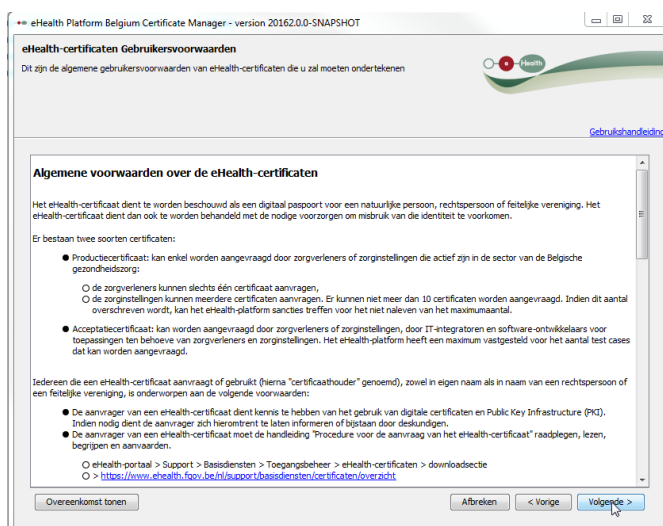 eHealth Platform Belgium Certificate Manager - version 20162.0.0-SNAPSHOT
eHealth-certificaten Gebruikersvoorwaarden
Dit zijn de algemene gebruikersvoorwaarden van eHealth-certificaten die u zal moeten ondertekenen
Health
Gebruikshandleiding
Algemene voorwaarden over de eHealth-certificaten
Het eHealth-certificaat dient te worden beschouwd als een digitaal paspoort voor een natuurlijke persoon, rechtspersoon of feitelijke vereniging. Het
eHealth-certificaat dient dan ook te worden behandeld met de nodige voorzorgen om misbruik van die identiteit te voorkomen.
Er bestaan twee soorten certificaten:
● Productiecertificaat: kan enkel worden aangevraagd door zorgverleners of zorginstellingen die actief zijn in de sector van de Belgische
gezondheidszorg:
○ de zorgverleners kunnen slechts één certificaat aanvragen,
○ de zorginstellingen kunnen meerdere certificaten aanvragen. Er kunnen niet meer dan 10 certificaten worden aangevraagd. Indien dit aantal
overschreven wordt, kan het eHealth-platform sancties treffen voor het niet naleven van het maximumaantal.
● Acceptatiecertificaat: kan worden aangevraagd door zorgverleners of zorginstellingen, door IT-integratoren en software-ontwikkelaars voor
toepassingen ten behoeve van zorgverleners en zorginstellingen. Het eHealth-platform heeft een maximum vastgesteld voor het aantal test cases
dat kan worden aangevraagd.
Iedereen die een eHealth-certificaat aanvraagt of gebruikt (hierna "certificaathouder" genoemd), zowel in eigen naam als in naam van een rechtspersoon of
een feitelijke vereniging, is onderworpen aan de volgende voorwaarden:
● De aanvrager van een eHealth-certificaat dient kennis te hebben van het gebruik van digitale certificaten en Public Key Infrastructure (PKI).
Indien nodig dient de aanvrager zich hieromtrent te laten informeren of bijstaan door deskundigen.
● De aanvrager van een eHealth-certificaat moet de handleiding "Procedure voor de aanvraag van het eHealth-certificaat" raadplegen, lezen,
begrijpen en aanvaarden.
○ eHealth-portaal > Support > Basisdiensten > Toegangsbeheer > eHealth-certificaten > downloadsectie
○ > https://www.ehealth.fgov.be/nl/support/basisdiensten/certificaten/overzicht
Overeenkomst tonen
Afbreken
< Vorige
Volgende >